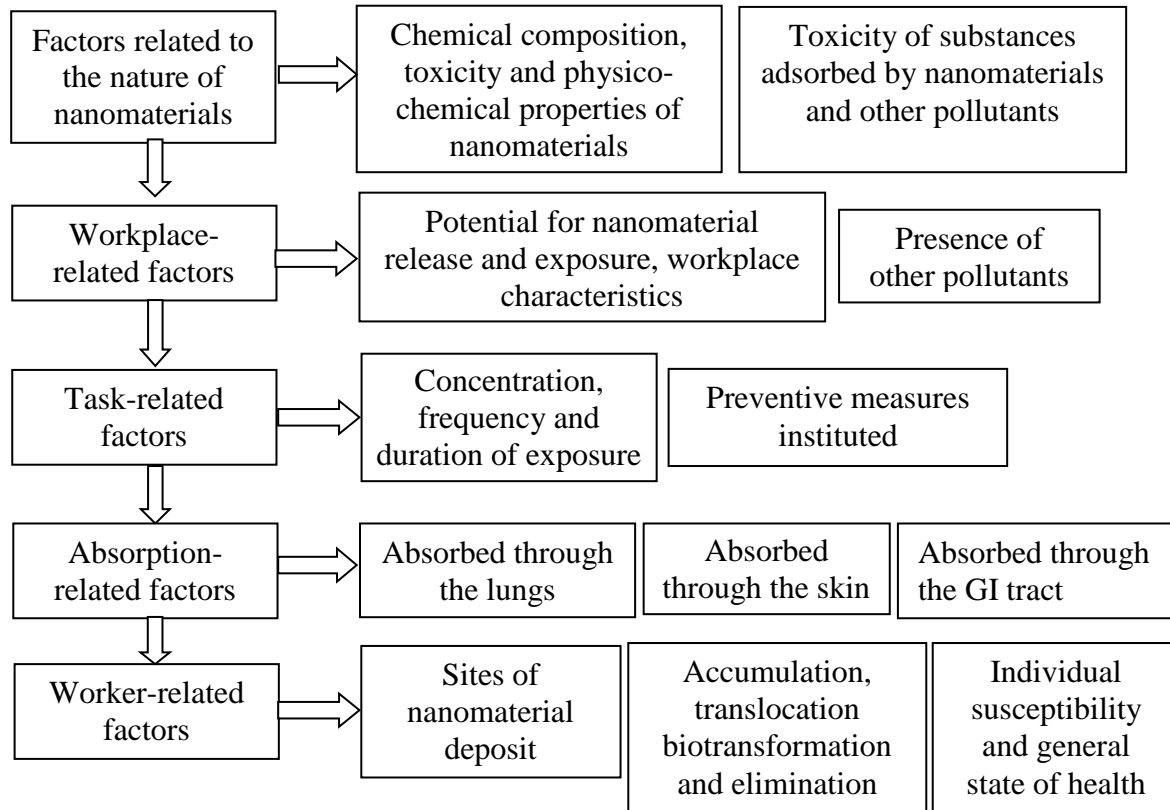 Factors related to
the nature of
nanomaterials
Chemical composition,
toxicity and physico-
chemical properties of
nanomaterials
Toxicity of substances
adsorbed by nanomaterials
and other pollutants
Workplace-
related factors
Potential for nanomaterial
release and exposure, workplace
characteristics
Presence of
other pollutants
Task-related
factors
Concentration,
frequency and
duration of exposure
Preventive measures
instituted
Absorption-
related factors
Absorbed through
the lungs
Absorbed
through the skin
Absorbed through
the GI tract
Worker-related
factors
Sites of
nanomaterial
deposit
Accumulation,
translocation
biotransformation
and elimination
Individual
susceptibility
and general
state of health